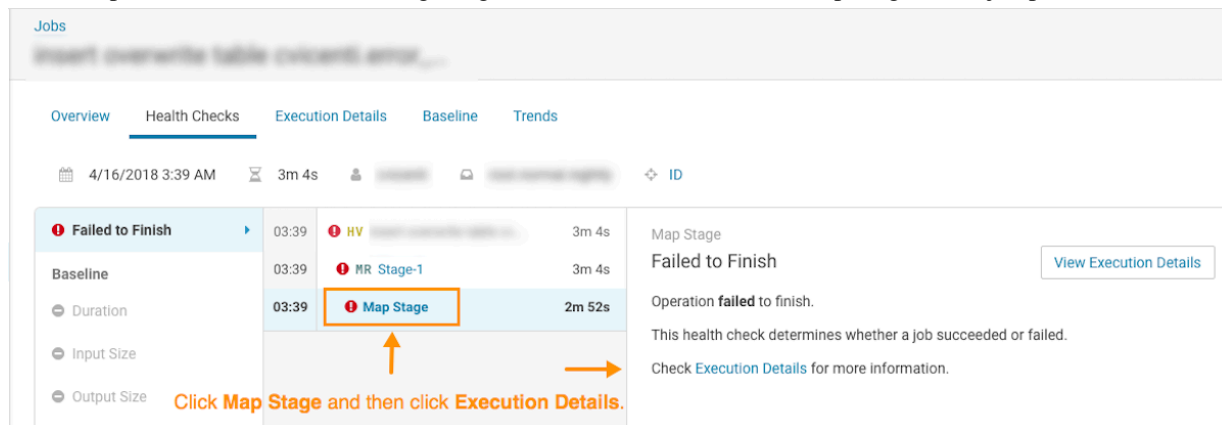 Jobs
Overview Health Checks Execution Details Baseline Trends
4/16/2018 3:39 AM 3m 4s ID
Failed to Finish
Baseline
Duration
Input Size
Output Size
03:39 HV 3m 4s
03:39 MR Stage-1 3m 4s
03:39 Map Stage 2m 52s
Click Map Stage and then click Execution Details.
Map Stage
Failed to Finish
View Execution Details
Operation failed to finish.
This health check determines whether a job succeeded or failed.
Check Execution Details for more information.